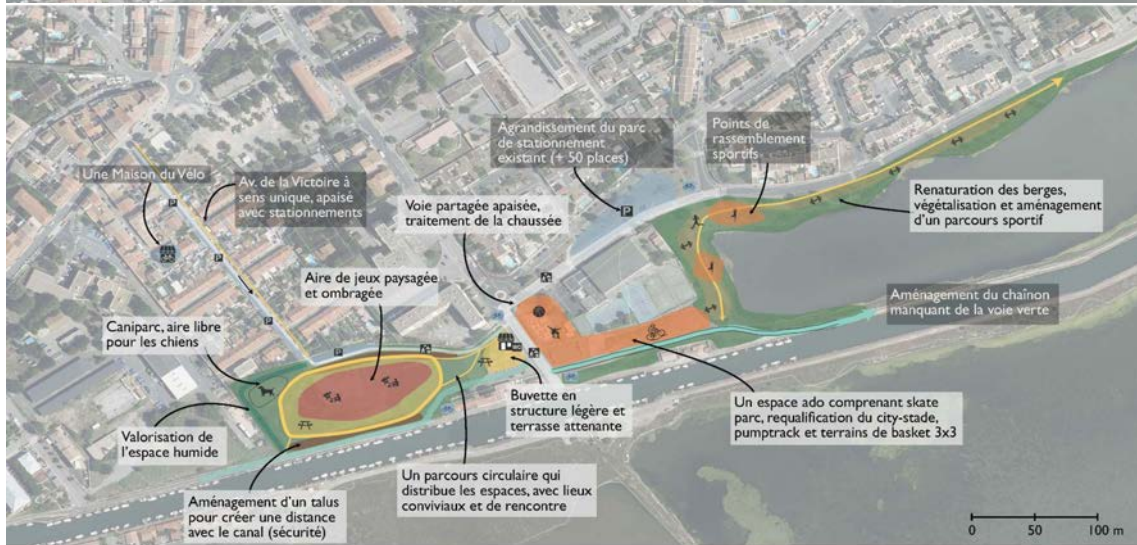 Agrandissement du parc
de stationnement
existant (+ 50 places)
Points de
rassemblement
sportifs
Une Maison du Vélo
Av. de la Victoire à
sens unique, apaisé
avec stationnements
Voie partagée apaisée,
traitement de la chaussée
Renaturation des berges,
végétalisation et aménagement
d'un parcours sportif
P
P
P
P
P
Aire de jeux paysagée
et ombragée
Aménagement du chaînon
manquant de la voie verte
Caniparc, aire libre
pour les chiens
Valorisation de
l'espace humide
Buvette en
structure légère et
terrasse attenante
Un espace ado comprenant skate
parc, requalification du city-stade,
pumptrack et terrains de basket 3x3
Un parcours circulaire qui
distribue les espaces, avec lieux
conviviaux et de rencontre
Aménagement d'un talus
pour créer une distance
avec le canal (sécurité)
0 50 100 m